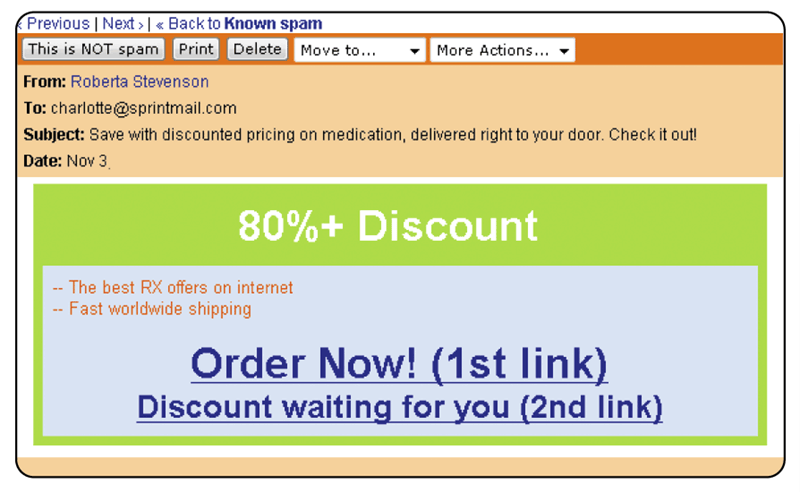 ‹ Previous | Next › | « Back to Known spam
This is NOT spam Print Delete Move to... More Actions...
From: Roberta Stevenson
To: charlotte@sprintmail.com
Subject: Save with discounted pricing on medication, delivered right to your door. Check it out!
Date: Nov 3,
80%+ Discount
-- The best RX offers on internet
-- Fast worldwide shipping
Order Now! (1st link)
Discount waiting for you (2nd link)